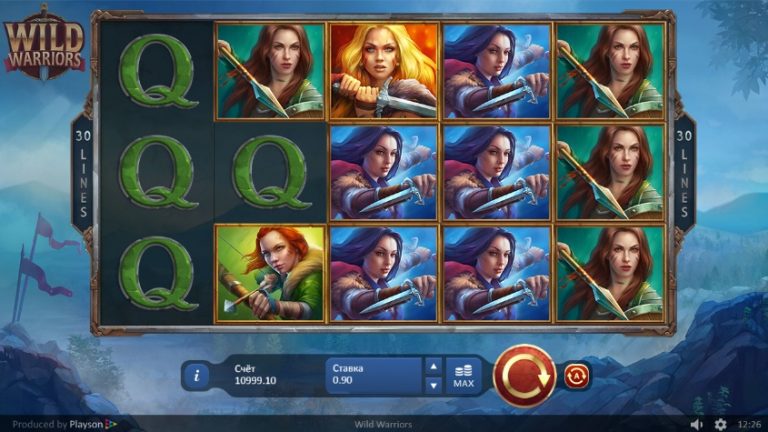 WILD
WARRIORS
Q
Q Q
Q
30
LINES
30
LINES
i
Счёт
10999.10
Ставка
0.90
MAX
A
Produced by Playson
Wild Warriors
12:26